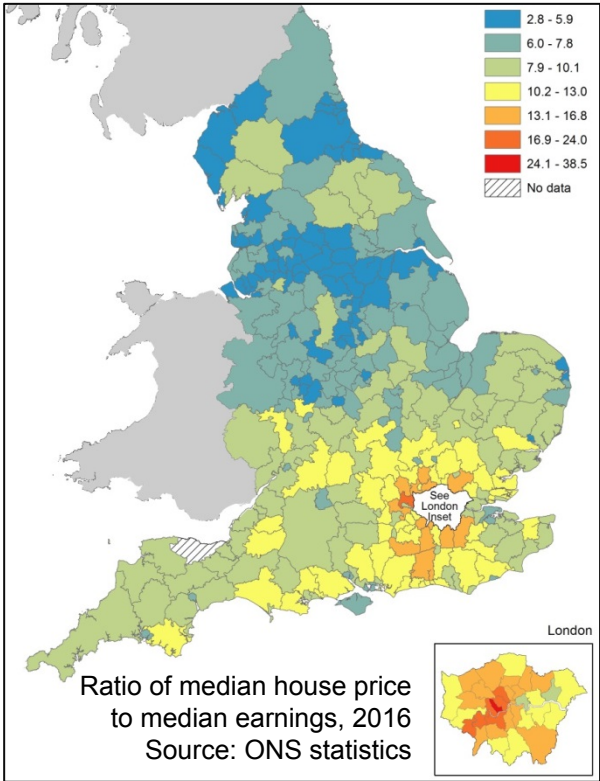 2.8 - 5.9
6.0 - 7.8
7.9 - 10.1
10.2 - 13.0
13.1 - 16.8
16.9 - 24.0
24.1 - 38.5
No data
See
London
Inset
London
Ratio of median house price
to median earnings, 2016
Source: ONS statistics